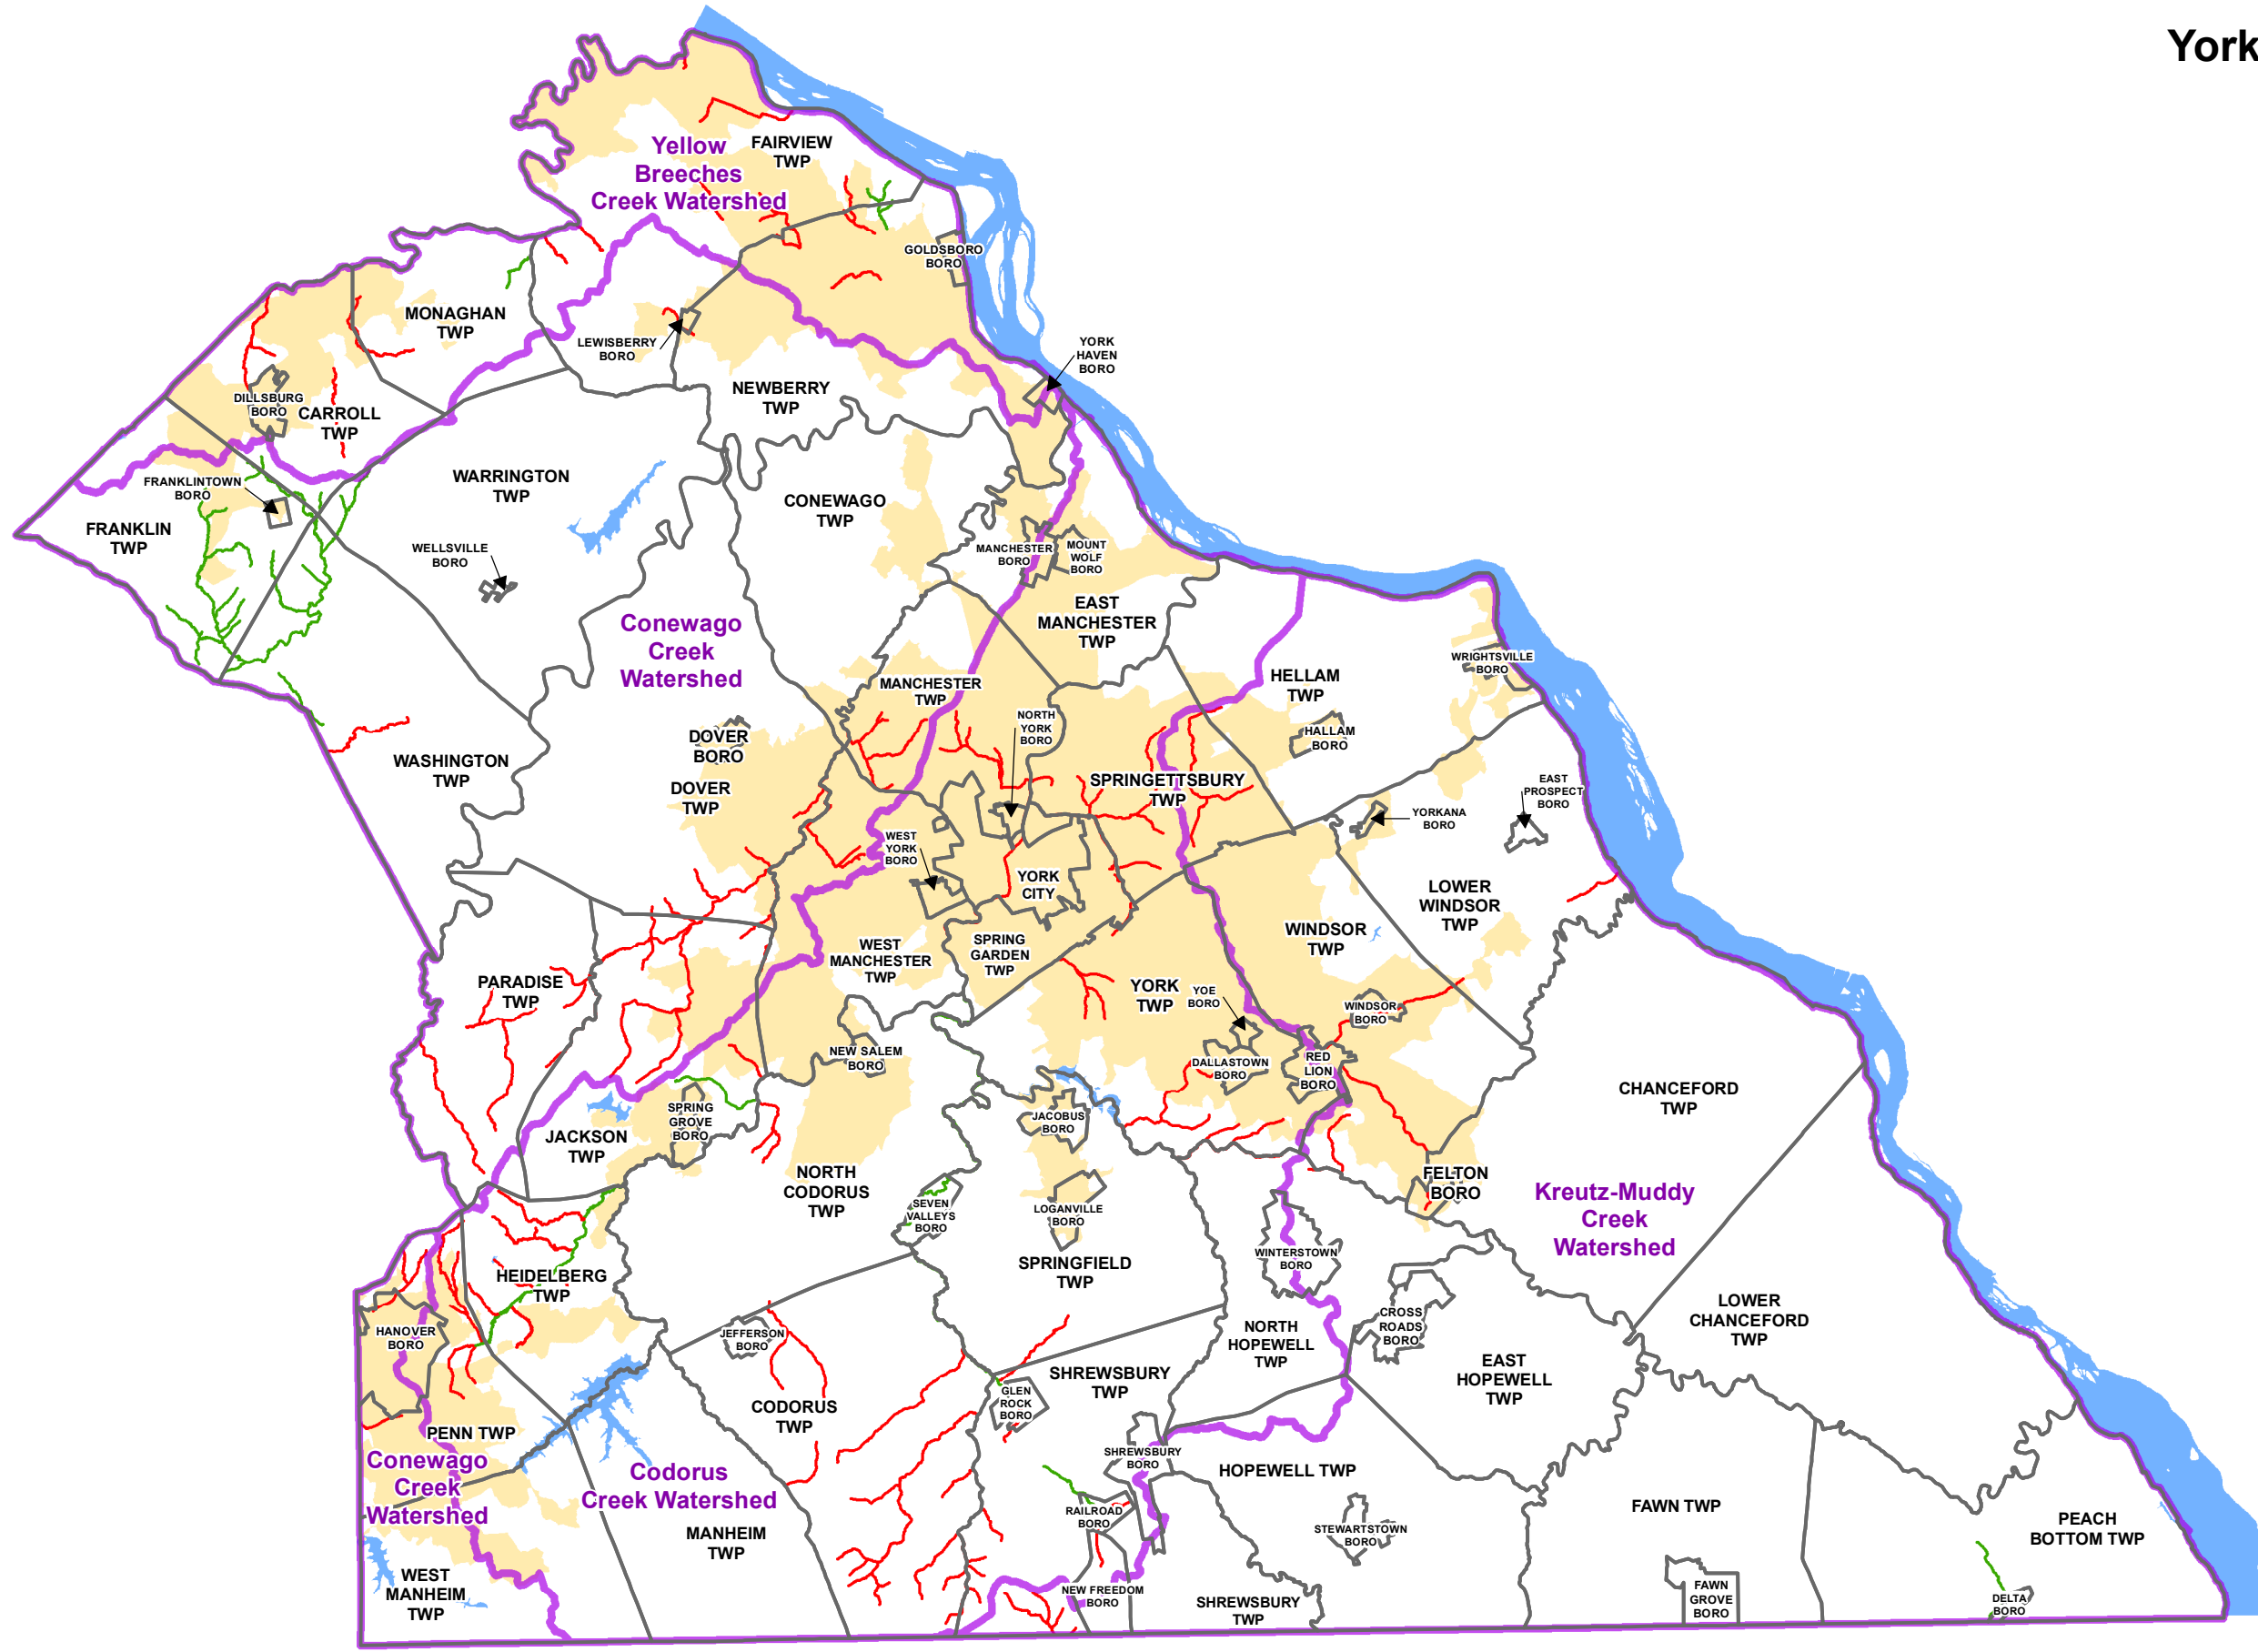 York
Yellow
Breeches
Creek Watershed
FAIRVIEW
TWP
GOLDSBORO
BORO
MONAGHAN
TWP
LEWISBERRY
BORO
YORK
HAVEN
BORO
NEWBERRY
TWP
DILLSBURG
BORO
CARROLL
TWP
WARRINGTON
TWP
FRANKLINTOWN
BORO
CONEWAGO
TWP
FRANKLIN
TWP
WELLSVILLE
BORO
MANCHESTER
BORO
MOUNT
WOLF
BORO
EAST
MANCHESTER
TWP
Conewago
Creek
Watershed
WRIGHTSVILLE
BORO
HELLAM
TWP
MANCHESTER
TWP
NORTH
YORK
BORO
HALLAM
BORO
DOVER
BORO
WASHINGTON
TWP
DOVER
TWP
SPRINGETTSBURY
TWP
EAST
PROSPECT
BORO
YORKANA
BORO
WEST
YORK
BORO
YORK
CITY
LOWER
WINDSOR
TWP
WINDSOR
TWP
WEST
MANCHESTER
TWP
SPRING
GARDEN
TWP
PARADISE
TWP
YORK
TWP
YOE
BORO
WINDSOR
BORO
NEW SALEM
BORO
DALLASTOWN
BORO
RED
LION
BORO
CHANCEFORD
TWP
SPRING
GROVE
BORO
JACOBUS
BORO
JACKSON
TWP
NORTH
CODORUS
TWP
FELTON
BORO
Kreutz-Muddy
Creek
Watershed
SEVEN
VALLEYS
BORO
LOGANVILLE
BORO
WINTERSTOWN
BORO
SPRINGFIELD
TWP
HEIDELBERG
TWP
CROSS
ROADS
BORO
LOWER
CHANCEFORD
TWP
HANOVER
BORO
JEFFERSON
BORO
NORTH
HOPEWELL
TWP
EAST
HOPEWELL
TWP
SHREWSBURY
TWP
GLEN
ROCK
BORO
CODORUS
TWP
PENN TWP
Conewago
Creek
Watershed
Codorus
Creek Watershed
SHREWSBURY
BORO
HOPEWELL TWP
FAWN TWP
RAILROAD
BORO
STEWARTSTOWN
BORO
PEACH
BOTTOM TWP
MANHEIM
TWP
WEST
MANHEIM
TWP
NEW FREEDOM
BORO
SHREWSBURY
TWP
FAWN
GROVE
BORO
DELTA
BORO